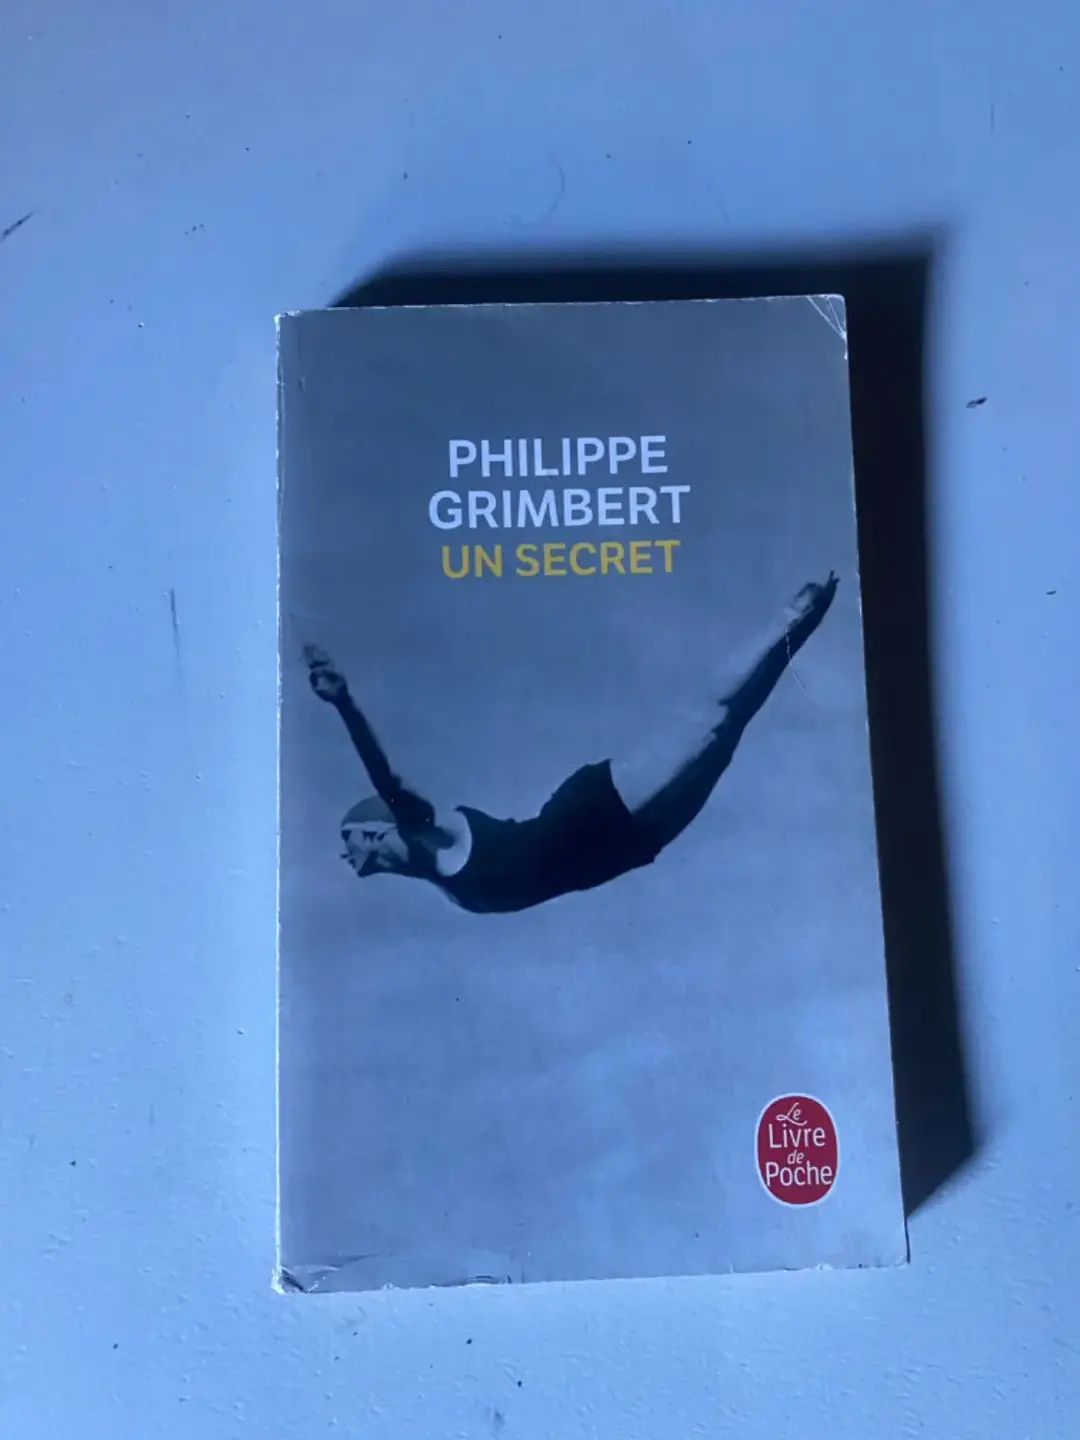 PHILIPPE
GRIMBERT
UN SECRET
Le
Livre
de
Poche